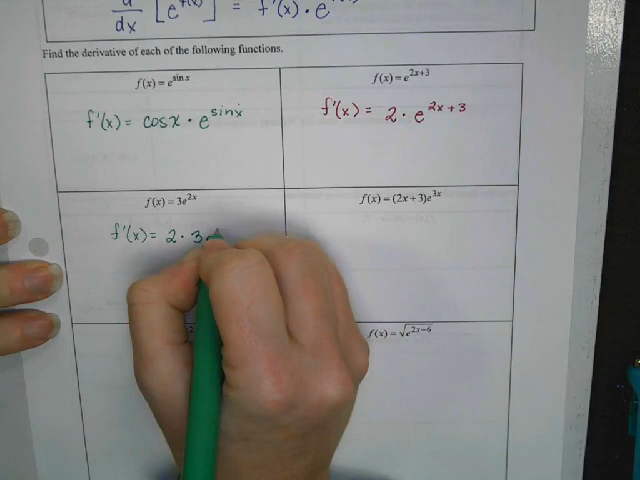 d/dx [e^f(x)] = f'(x) · e
Find the derivative of each of the following functions.
f(x) = e^sin x
f'(x) = cosx · e^sinx
f(x) = e^2x+3
f'(x) = 2 · e^2x+3
f(x) = 3e^2x
f'(x) = 2 · 3
f(x) = (2x+3)e^3x
f(x) = √e^2x−6